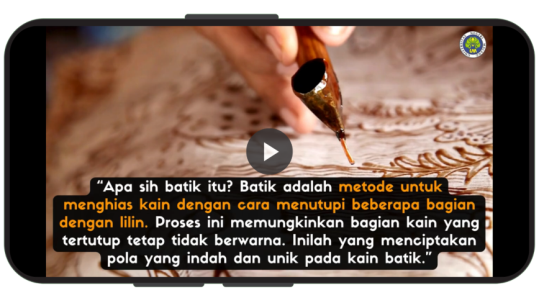 “Apa sih batik itu? Batik adalah metode untuk
menghias kain dengan cara menutupi beberapa bagian
dengan lilin. Proses ini memungkinkan bagian kain yang
tertutup tetap tidak berwarna. Inilah yang menciptakan
pola yang indah dan unik pada kain batik.”